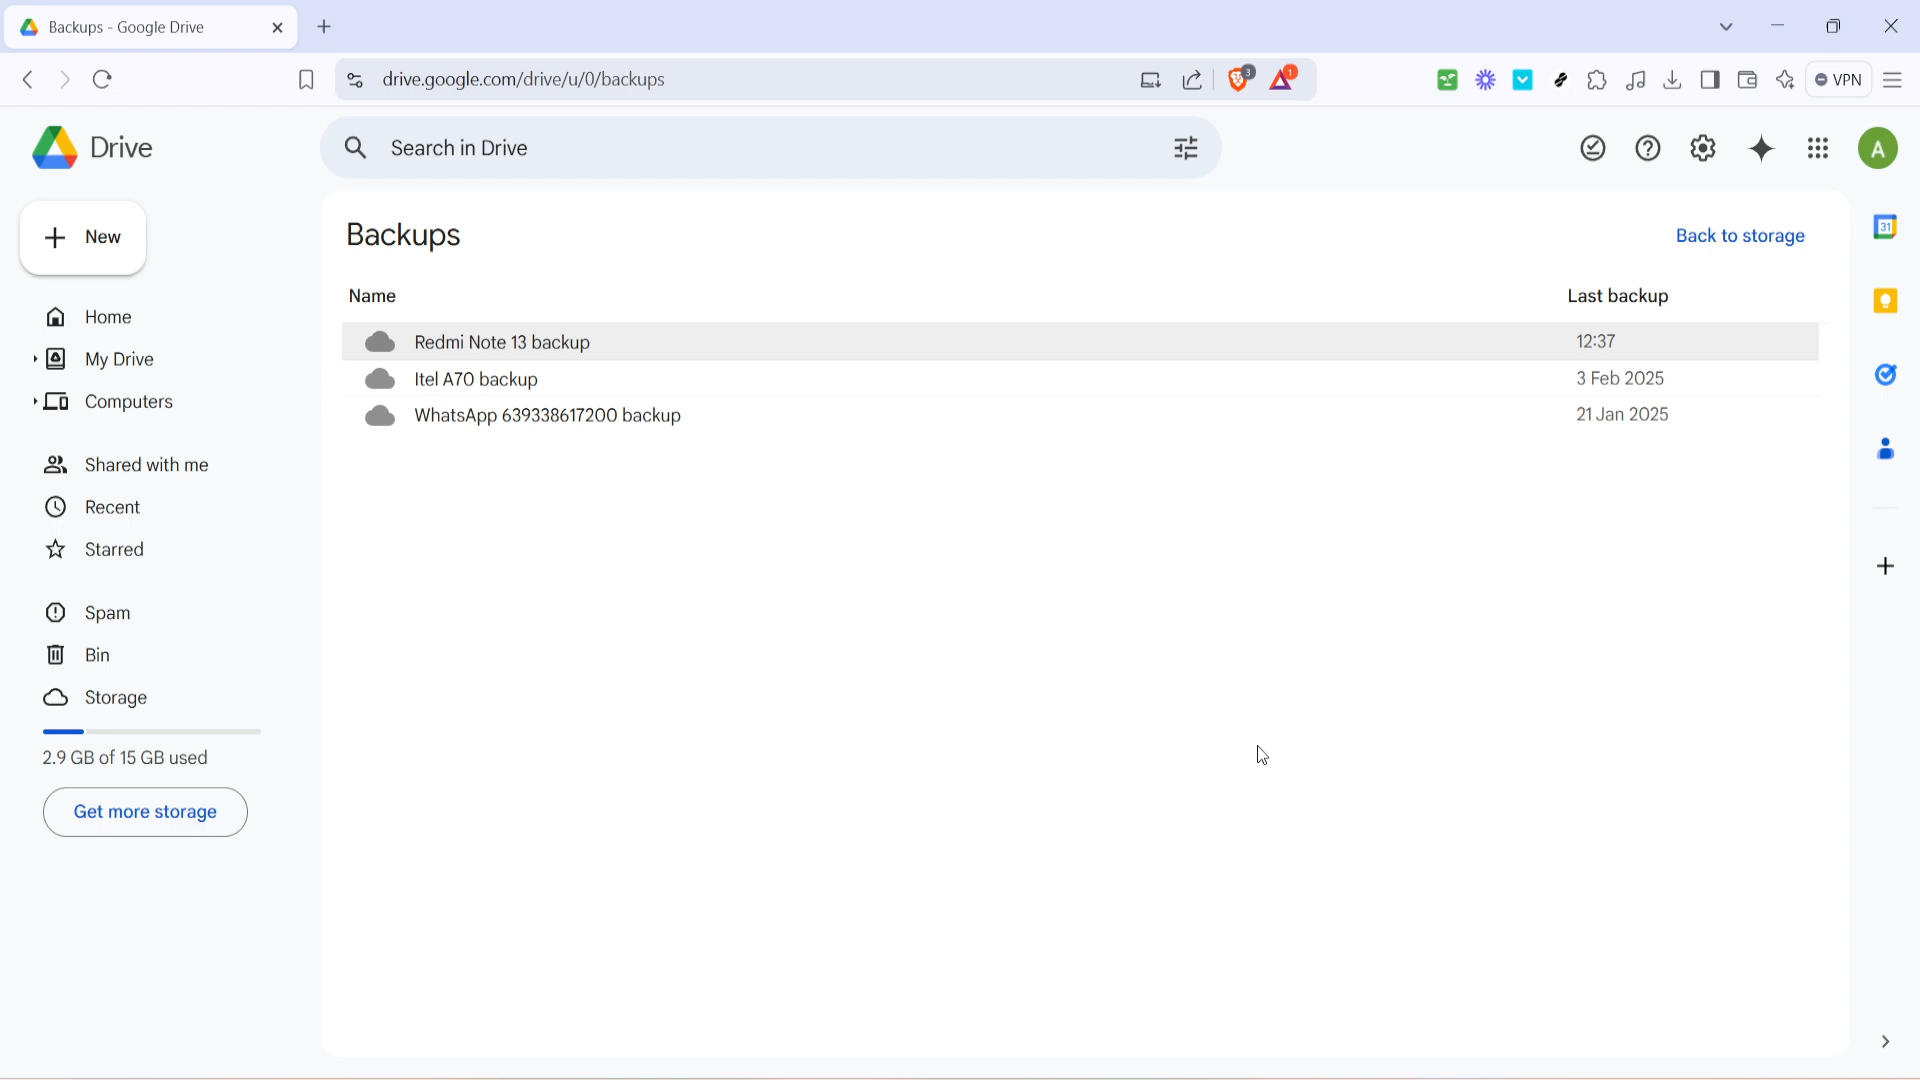 Backups - Google Drive
drive.google.com/drive/u/0/backups
3
1
VPN
Drive
Search in Drive
A
New
Backups
Back to storage
31
Name Last backup
Home
Redmi Note 13 backup 12:37
My Drive
Itel A70 backup 3 Feb 2025
Computers
WhatsApp 639338617200 backup 21 Jan 2025
Shared with me
Recent
Starred
Spam
Bin
Storage
2.9 GB of 15 GB used
Get more storage